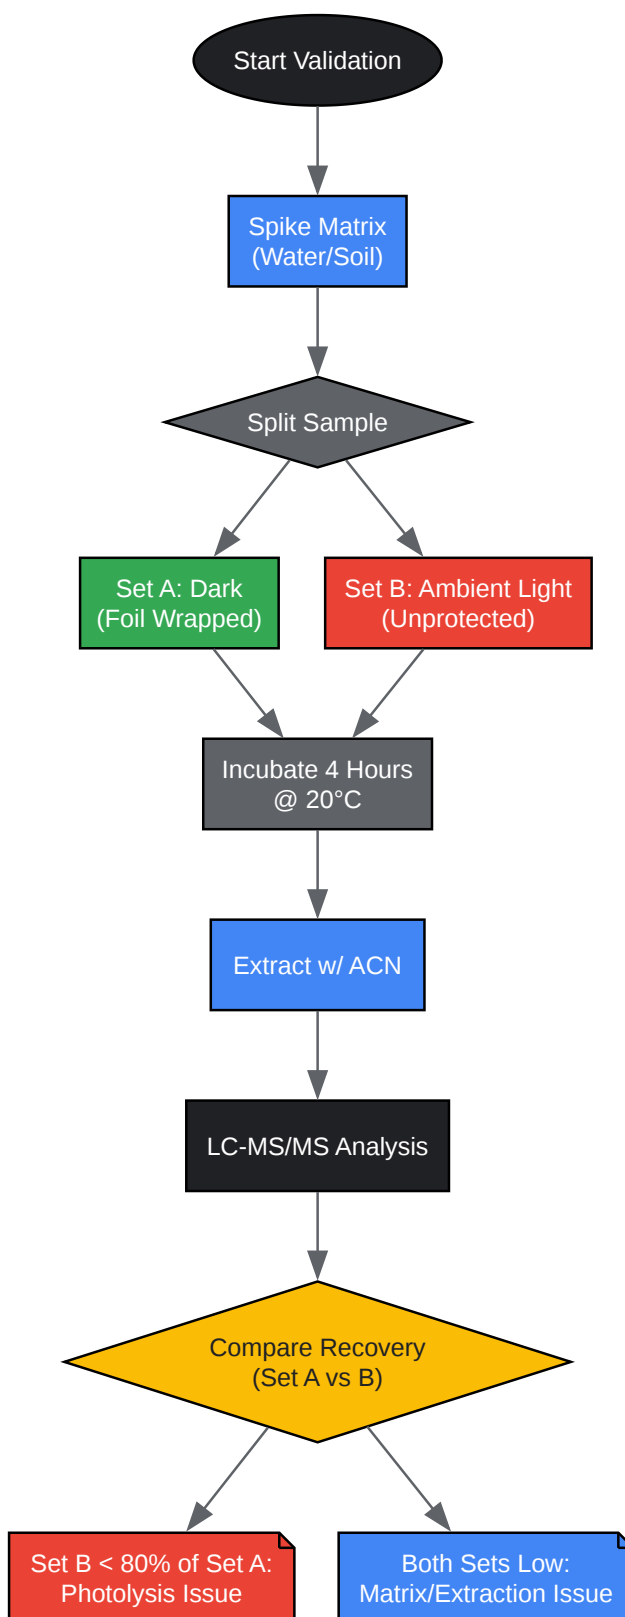 Start Validation
Spike Matrix
(Water/Soil)
Split Sample
Set A: Dark
(Foil Wrapped)
Set B: Ambient Light
(Unprotected)
Incubate 4 Hours
@ 20°C
Extract w/ ACN
LC-MS/MS Analysis
Compare Recovery
(Set A vs B)
Set B < 80% of Set A:
Photolysis Issue
Both Sets Low:
Matrix/Extraction Issue